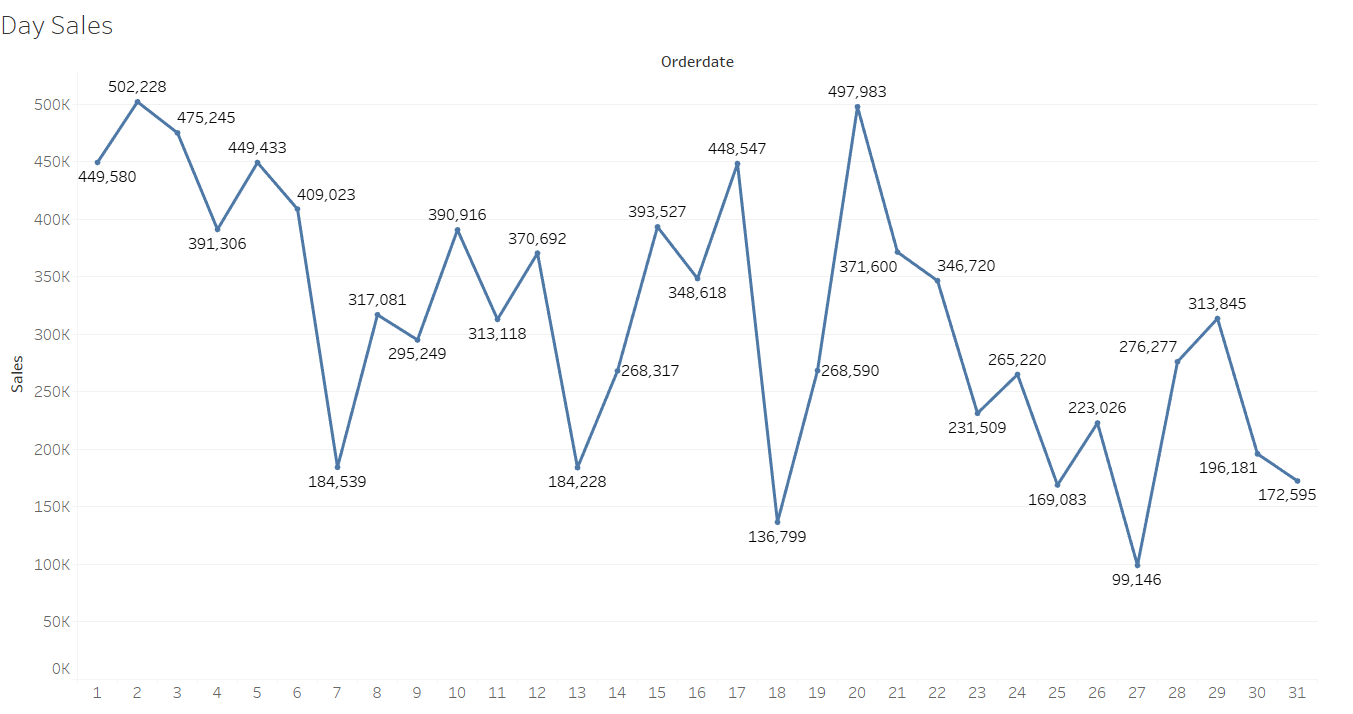 Day Sales
Orderdate
502,228
497,983
500K
475,245
449,433
448,547
450K
449,580
409,023
393,527
390,916
400K
391,306
370,692
371,600
346,720
350K
348,618
317,081
313,118
313,845
300K
295,249
276,277
268,317
268,590
265,220
Sales
250K
231,509
223,026
200K
184,539
184,228
196,181
169,083
172,595
150K
136,799
100K
99,146
50K
0K
1 2 3 4 5 6 7 8 9 10 11 12 13 14 15 16 17 18 19 20 21 22 23 24 25 26 27 28 29 30 31